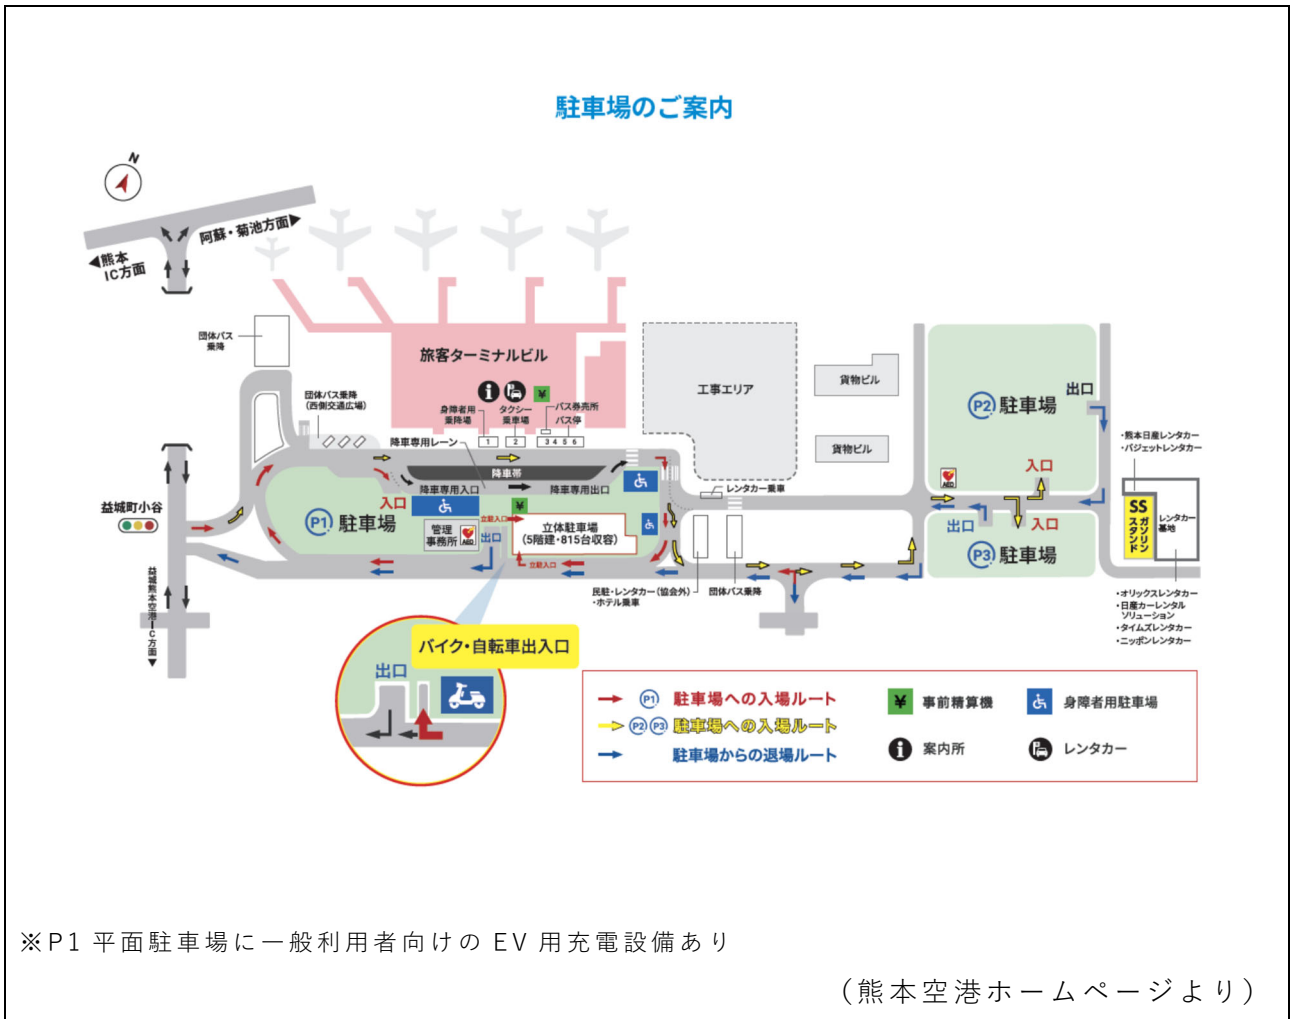 駐車場のご案内
N
阿蘇・菊池方面▶
◀熊本
IC方面
団体バス
乗降
団体バス乗降
(西側交通広場)
旅客ターミナルビル
身障者用
乗降場
タクシー
乗車場
¥
バス券売所
バス停
1
2
3 4 5 6
降車専用レーン
降車帯
降車専用入口
降車専用出口
工事エリア
貨物ビル
貨物ビル
レンタカー乗車
P2 駐車場
出口
入口
AED
出口
入口
P3 駐車場
・熊本日産レンタカー
・バジェットレンタカー
SS
ガソリン
スタンド
レンタカー
基地
・オリックスレンタカー
・日産カーレンタル
ソリューション
・タイムズレンタカー
・ニッポンレンタカー
益城町小谷
益城熊本空港IC方面▼
入口
P1 駐車場
管理
事務所
AED
出口
¥
立駐入口
立体駐車場
(5階建・815台収容)
立駐入口
民駐・レンタカー(協会外)
・ホテル乗車
団体バス乗降
バイク・自転車出入口
出口
P1 駐車場への入場ルート
P2 P3 駐車場への入場ルート
駐車場からの退場ルート
¥ 事前精算機
身障者用駐車場
案内所
レンタカー
※P1 平面駐車場に一般利用者向けの EV 用充電設備あり
(熊本空港ホームページより)